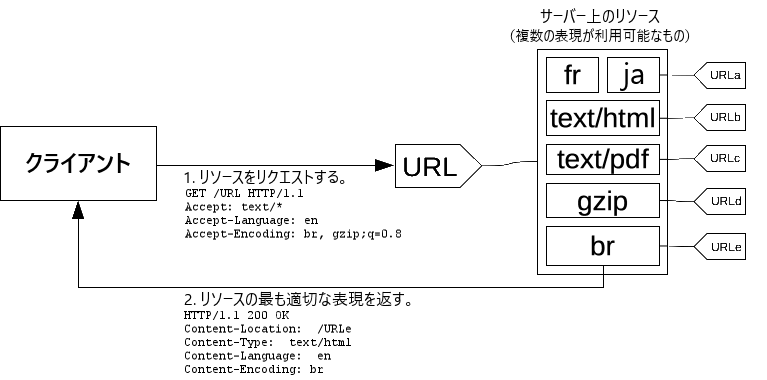 サーバー上のリソース
(複数の表現が利用可能なもの)
fr
ja
URLa
text/html
URLb
クライアント
URL
text/pdf
URLc
1. リソースをリクエストする。
GET /URL HTTP/1.1
Accept: text/*
Accept-Language: en
Accept-Encoding: br, gzip;q=0.8
gzip
URLd
br
URLe
2. リソースの最も適切な表現を返す。
HTTP/1.1 200 OK
Content-Location: /URLe
Content-Type: text/html
Content-Language: en
Content-Encoding: br